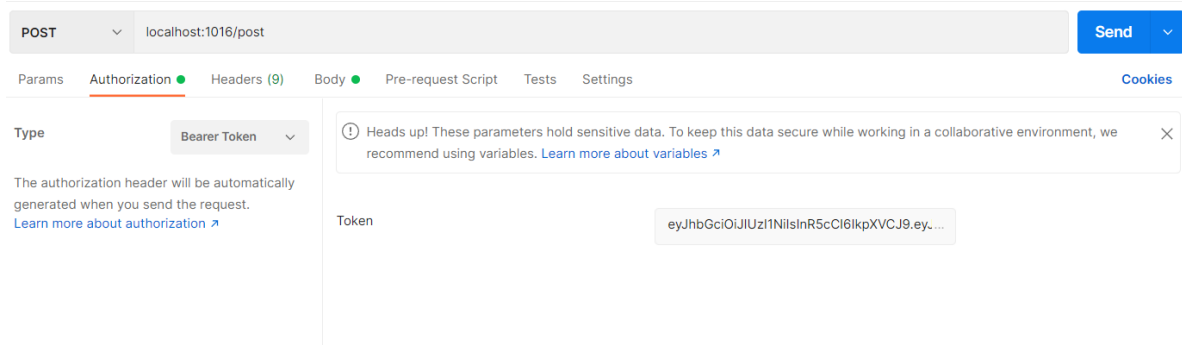 POST
localhost:1016/post
Send
Params
Authorization
Headers (9)
Body
Pre-request Script
Tests
Settings
Cookies
Type
Bearer Token
Heads up! These parameters hold sensitive data. To keep this data secure while working in a collaborative environment, we
recommend using variables. Learn more about variables ↗
The authorization header will be automatically
generated when you send the request.
Learn more about authorization ↗
Token
eyJhbGciOiJIUzI1NiIsInR5cCI6IkpXVCJ9.eyJ...